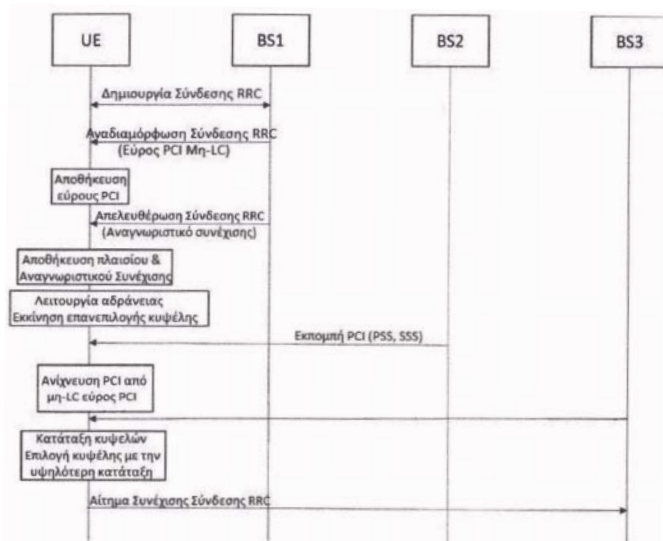 UE
BS1
BS2
BS3
Δημιουργία Σύνδεσης RRC
Αναδιαμόρφωση Σύνδεσης RRC
(Εύρος PCI Μη-LC)
Αποθήκευση
εύρους PCI
Απελευθέρωση Σύνδεσης RRC
(Αναγνωριστικό συνέχισης)
Αποθήκευση πλαισίου &
Αναγνωριστικού Συνέχισης
Λειτουργία αδράνειας
Εκκίνηση επανεπιλογής κυψέλης
Εκπομπή PCI (PSS, SSS)
Ανίχνευση PCI από
μη-LC εύρος PCI
Κατάταξη κυψελών
Επιλογή κυψέλης με την
υψηλότερη κατάταξη
Αίτημα Συνέχισης Σύνδεσης RRC